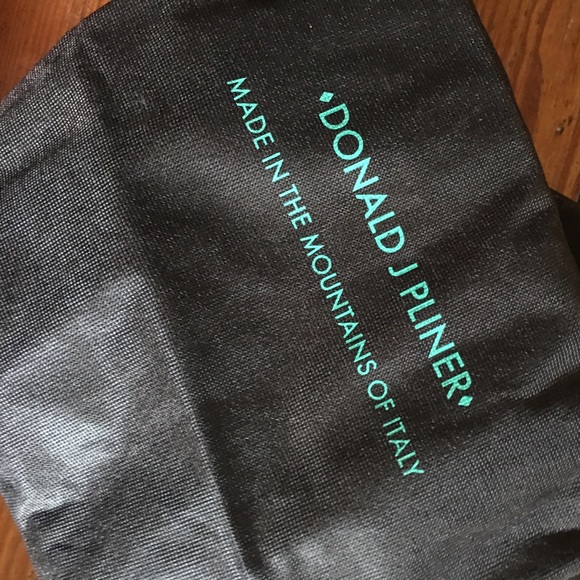 ♦DONALD J PLINER♦
MADE IN THE MOUNTAINS OF ITALY